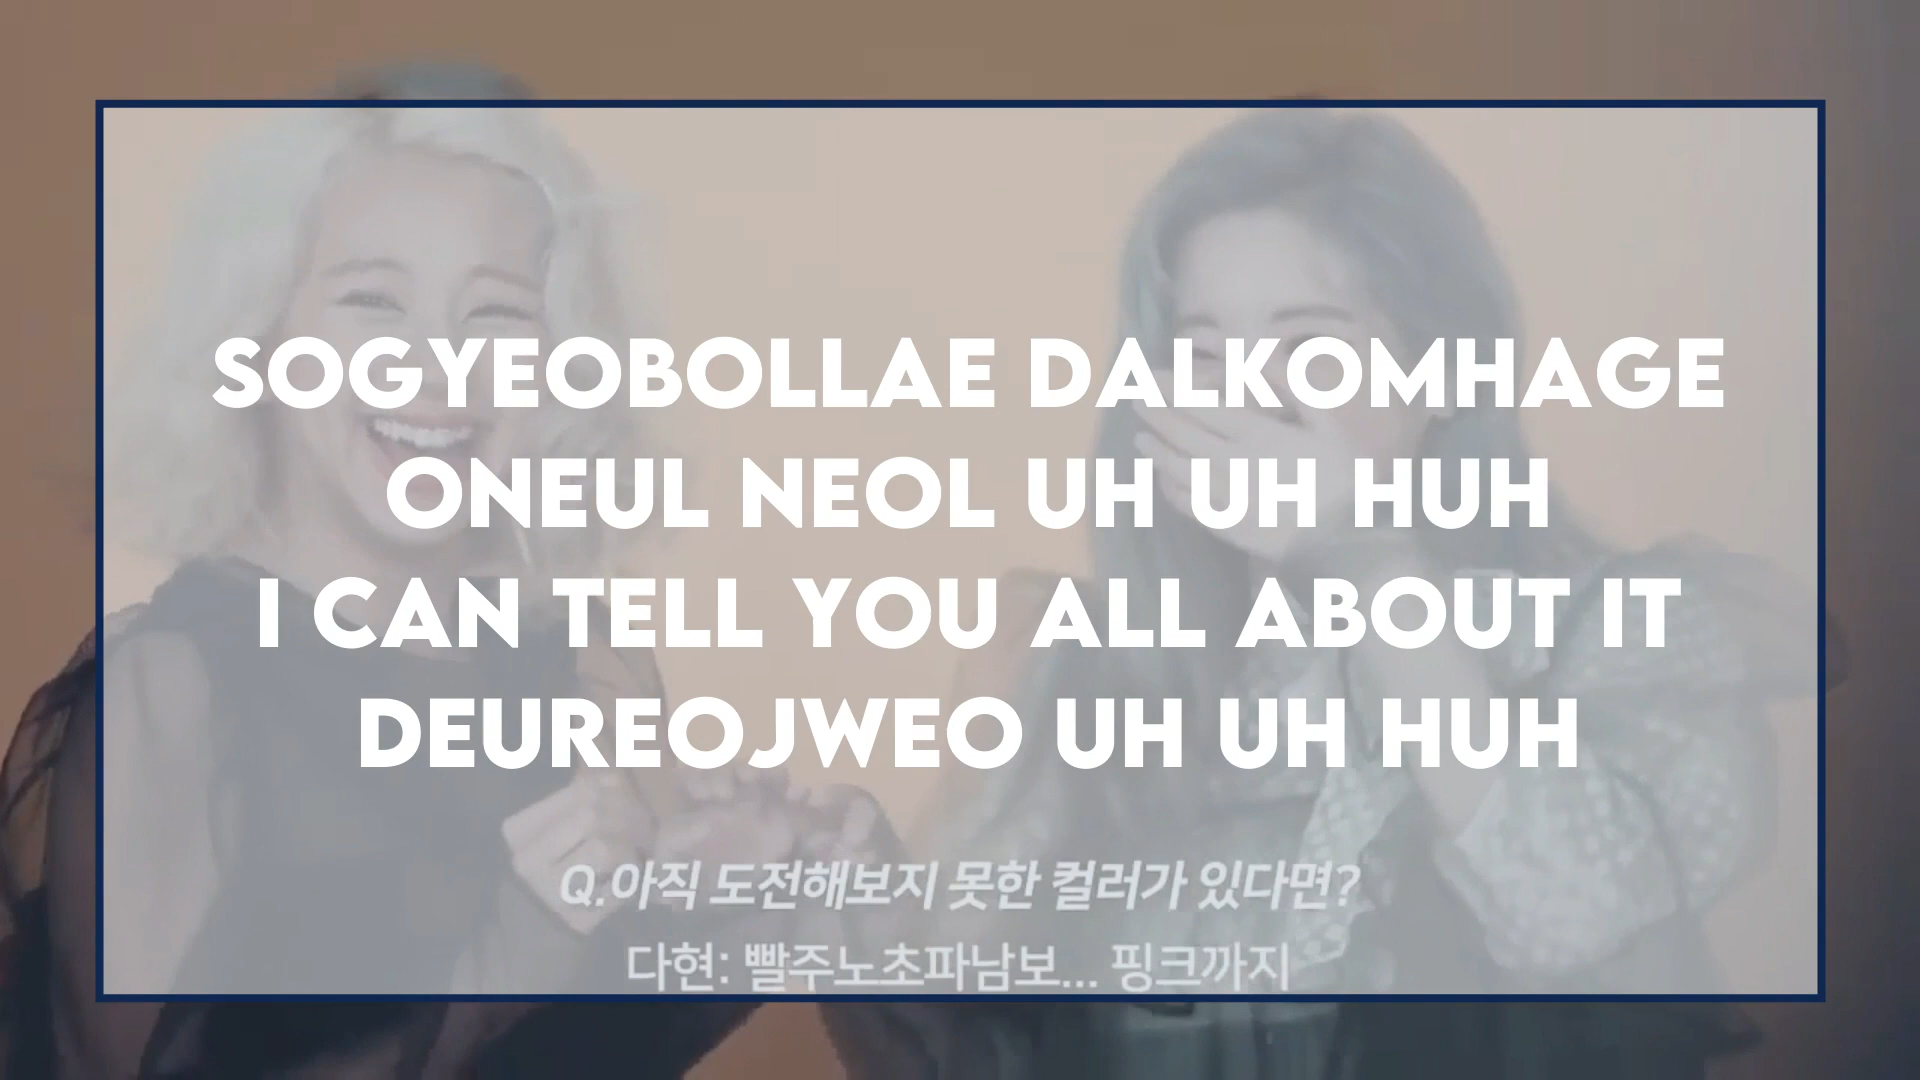 SOGYEOBOLLAE DALKOMHAGE
ONEUL NEOL UH UH HUH
I CAN TELL YOU ALL ABOUT IT
DEUREOJWEO UH UH HUH
Q.아직 도전해보지 못한 컬러가 있다면?
다현: 빨주노초파남보... 핑크까지